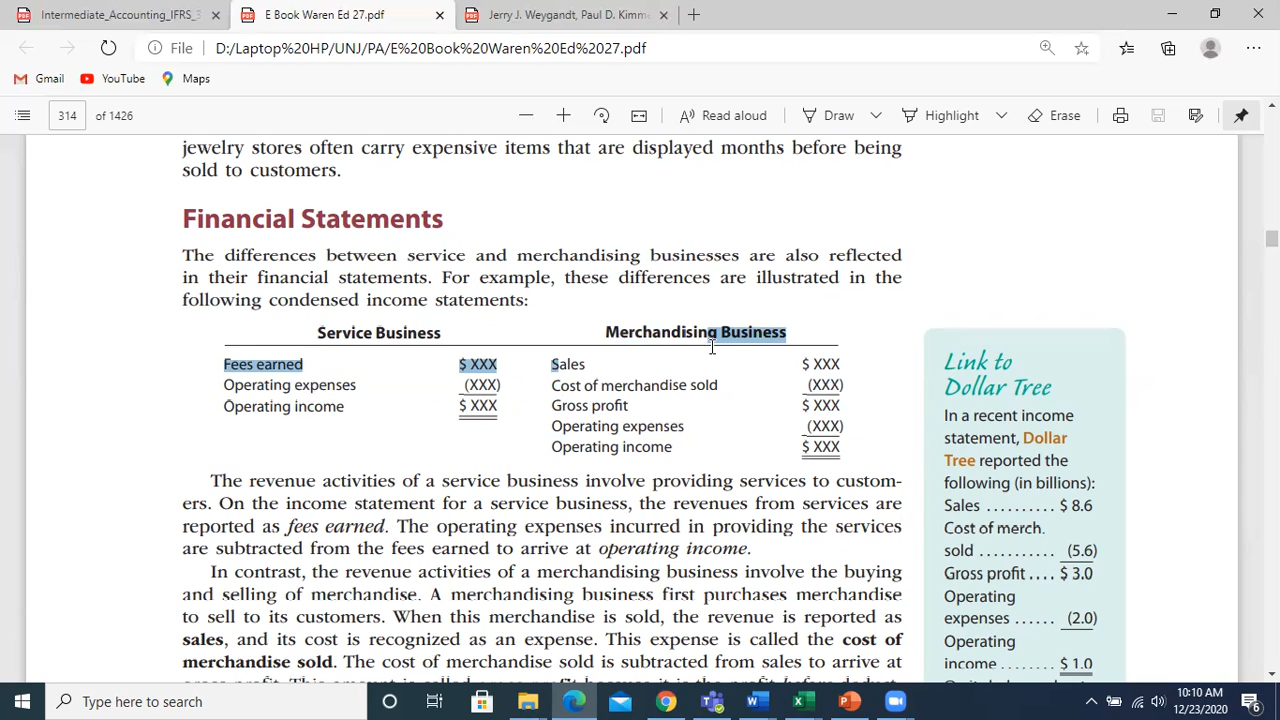 Intermediate_Accounting_IFRS_3
E Book Waren Ed 27.pdf
Jerry J. Weygandt, Paul D. Kimme
File
D:/Laptop%20HP/UNJ/PA/E%20Book%20Waren%20Ed%2027.pdf
Gmail
YouTube
Maps
314
of 1426
Read aloud
Draw
Highlight
Erase
jewelry stores often carry expensive items that are displayed months before being
sold to customers.
Financial Statements
The differences between service and merchandising businesses are also reflected
in their financial statements. For example, these differences are illustrated in the
following condensed income statements:
Service Business Merchandising Business
Fees earned $ XXX Sales $ XXX
Operating expenses (XXX) Cost of merchandise sold (XXX)
Operating income $ XXX Gross profit $ XXX
Operating expenses (XXX)
Operating income $ XXX
The revenue activities of a service business involve providing services to custom-
ers. On the income statement for a service business, the revenues from services are
reported as fees earned. The operating expenses incurred in providing the services
are subtracted from the fees earned to arrive at operating income.
In contrast, the revenue activities of a merchandising business involve the buying
and selling of merchandise. A merchandising business first purchases merchandise
to sell to its customers. When this merchandise is sold, the revenue is reported as
sales, and its cost is recognized as an expense. This expense is called the cost of
merchandise sold. The cost of merchandise sold is subtracted from sales to arrive at
Link to
Dollar Tree
In a recent income
statement, Dollar
Tree reported the
following (in billions):
Sales .......... $ 8.6
Cost of merch.
sold ........... (5.6)
Gross profit .... $ 3.0
Operating
expenses ...... (2.0)
Operating
income ........ $ 1.0
Type here to search
10:10 AM
12/23/2020
6